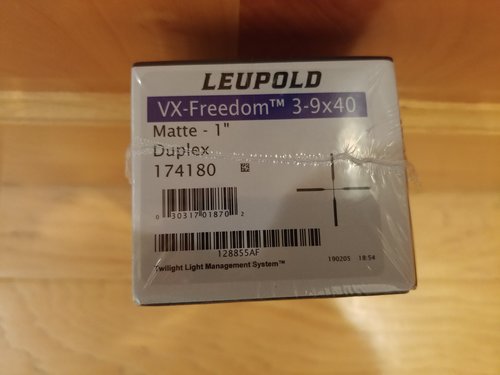 LEUPOLD
VX-Freedom™ 3-9x40
Matte - 1"
Duplex
174180
0 30317 01870 2
128855AF
Twilight Light Management System™
190205 18:54